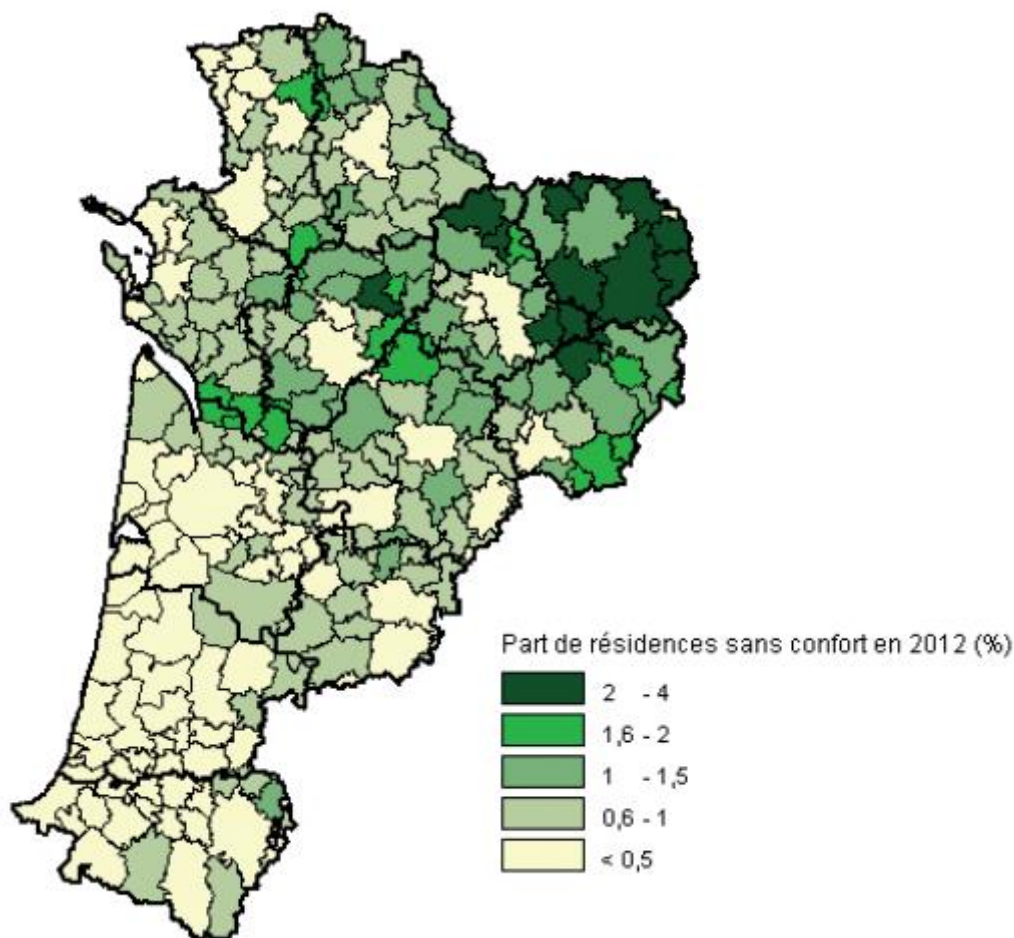 Part de résidences sans confort en 2012 (%)
2 - 4
1,6 - 2
1 - 1,5
0,6 - 1
< 0,5